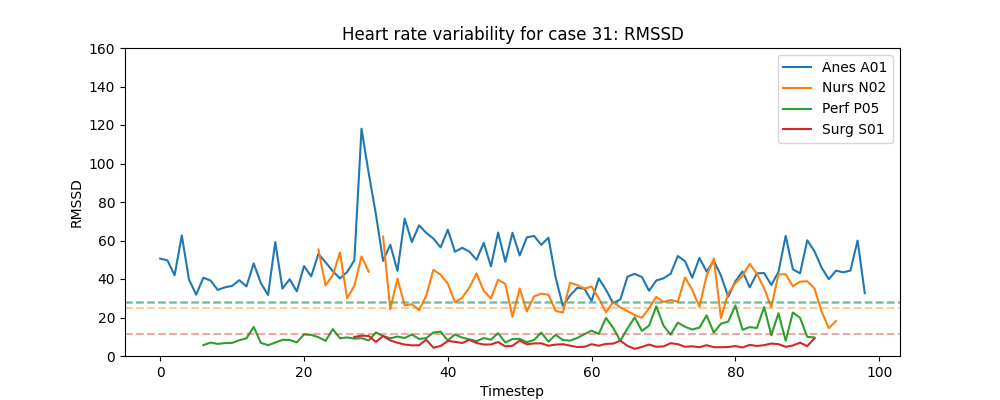 Heart rate variability for case 31: RMSSD
160
140
120
100
80
60
40
20
0
RMSSD
Anes A01
Nurs N02
Perf P05
Surg S01
0 20 40 60 80 100
Timestep